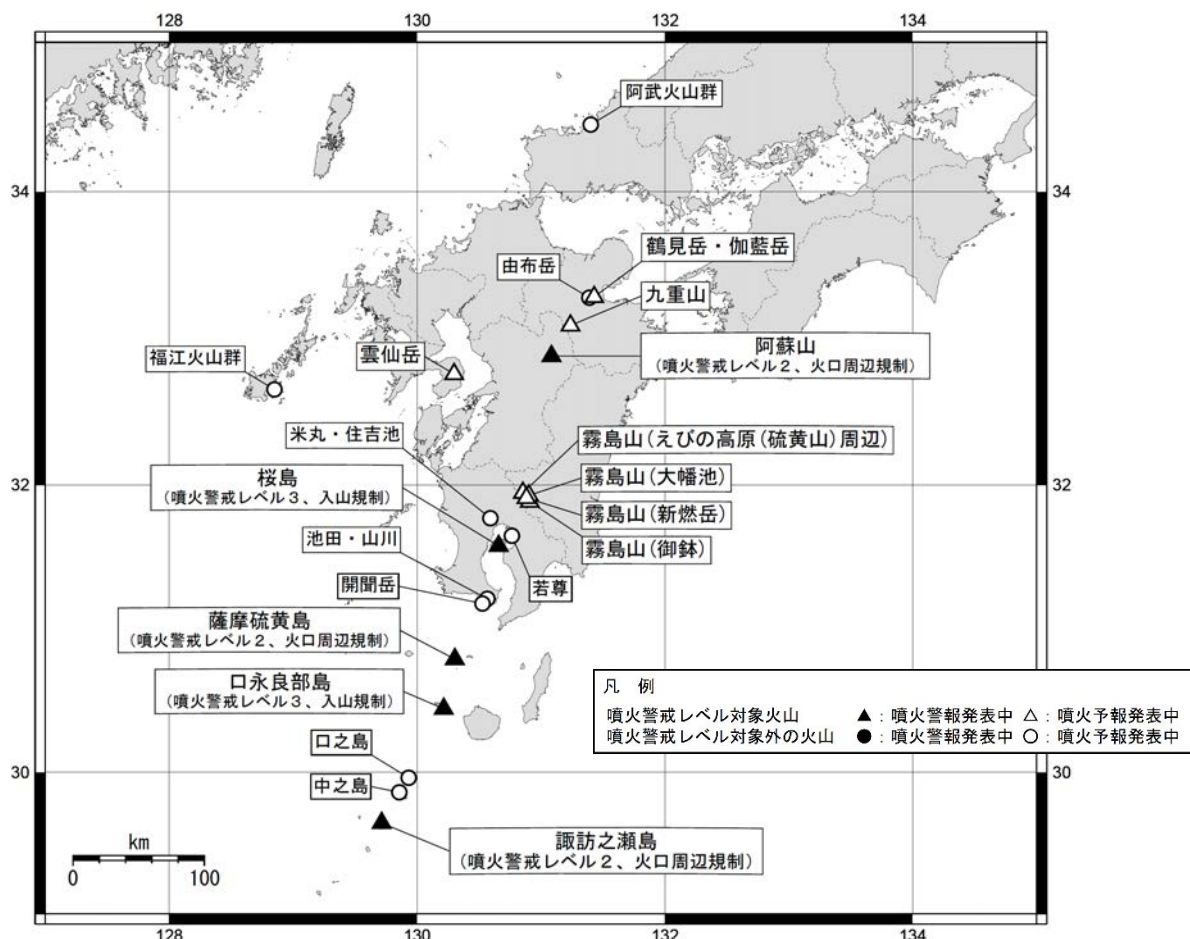 128
130
132
134
阿武火山群
34
34
鶴見岳・伽藍岳
由布岳
九重山
阿蘇山
(噴火警戒レベル2、火口周辺規制)
福江火山群
雲仙岳
米丸・住吉池
霧島山(えびの高原(硫黄山)周辺)
桜島
(噴火警戒レベル3、入山規制)
霧島山(大幡池)
32
32
霧島山(新燃岳)
池田・山川
霧島山(御鉢)
開聞岳
若尊
薩摩硫黄島
(噴火警戒レベル2、火口周辺規制)
口永良部島
(噴火警戒レベル3、入山規制)
凡 例
噴火警戒レベル対象火山 ▲:噴火警報発表中 △:噴火予報発表中
噴火警戒レベル対象外の火山 ●:噴火警報発表中 ○:噴火予報発表中
口之島
30
30
中之島
諏訪之瀬島
(噴火警戒レベル2、火口周辺規制)
km
0 100
128
130
132
134